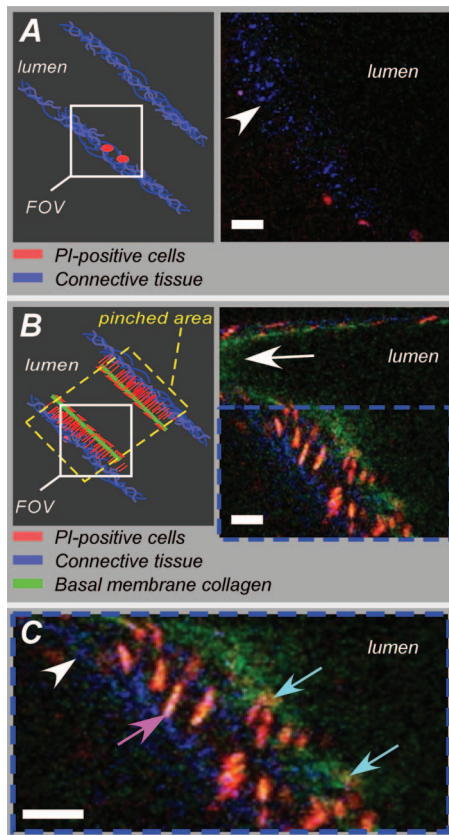 A
lumen
FOV
lumen
PI-positive cells
Connective tissue
B
pinched area
lumen
FOV
lumen
PI-positive cells
Connective tissue
Basal membrane collagen
C
lumen